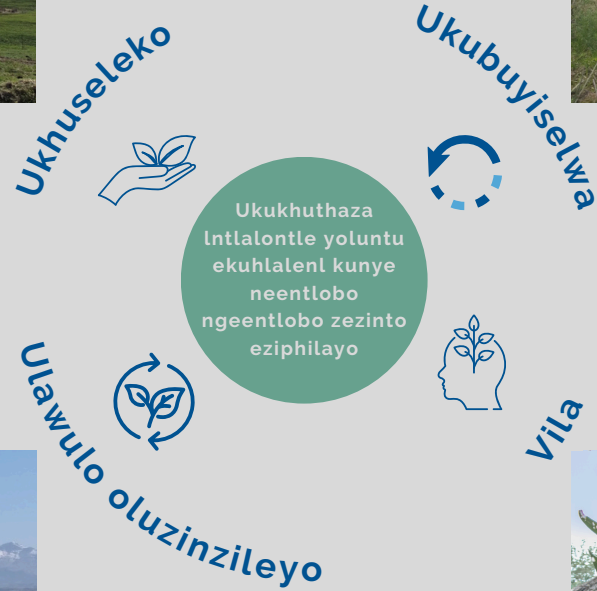 Ukhuseleko
Ukubuyiselwa
Ukukhuthaza
lntlalontle yoluntu
ekuhlalenl kunye
neentlobo
ngeentlobo zezinto
eziphilayo
Ulawulo oluzinzileyo
Vila